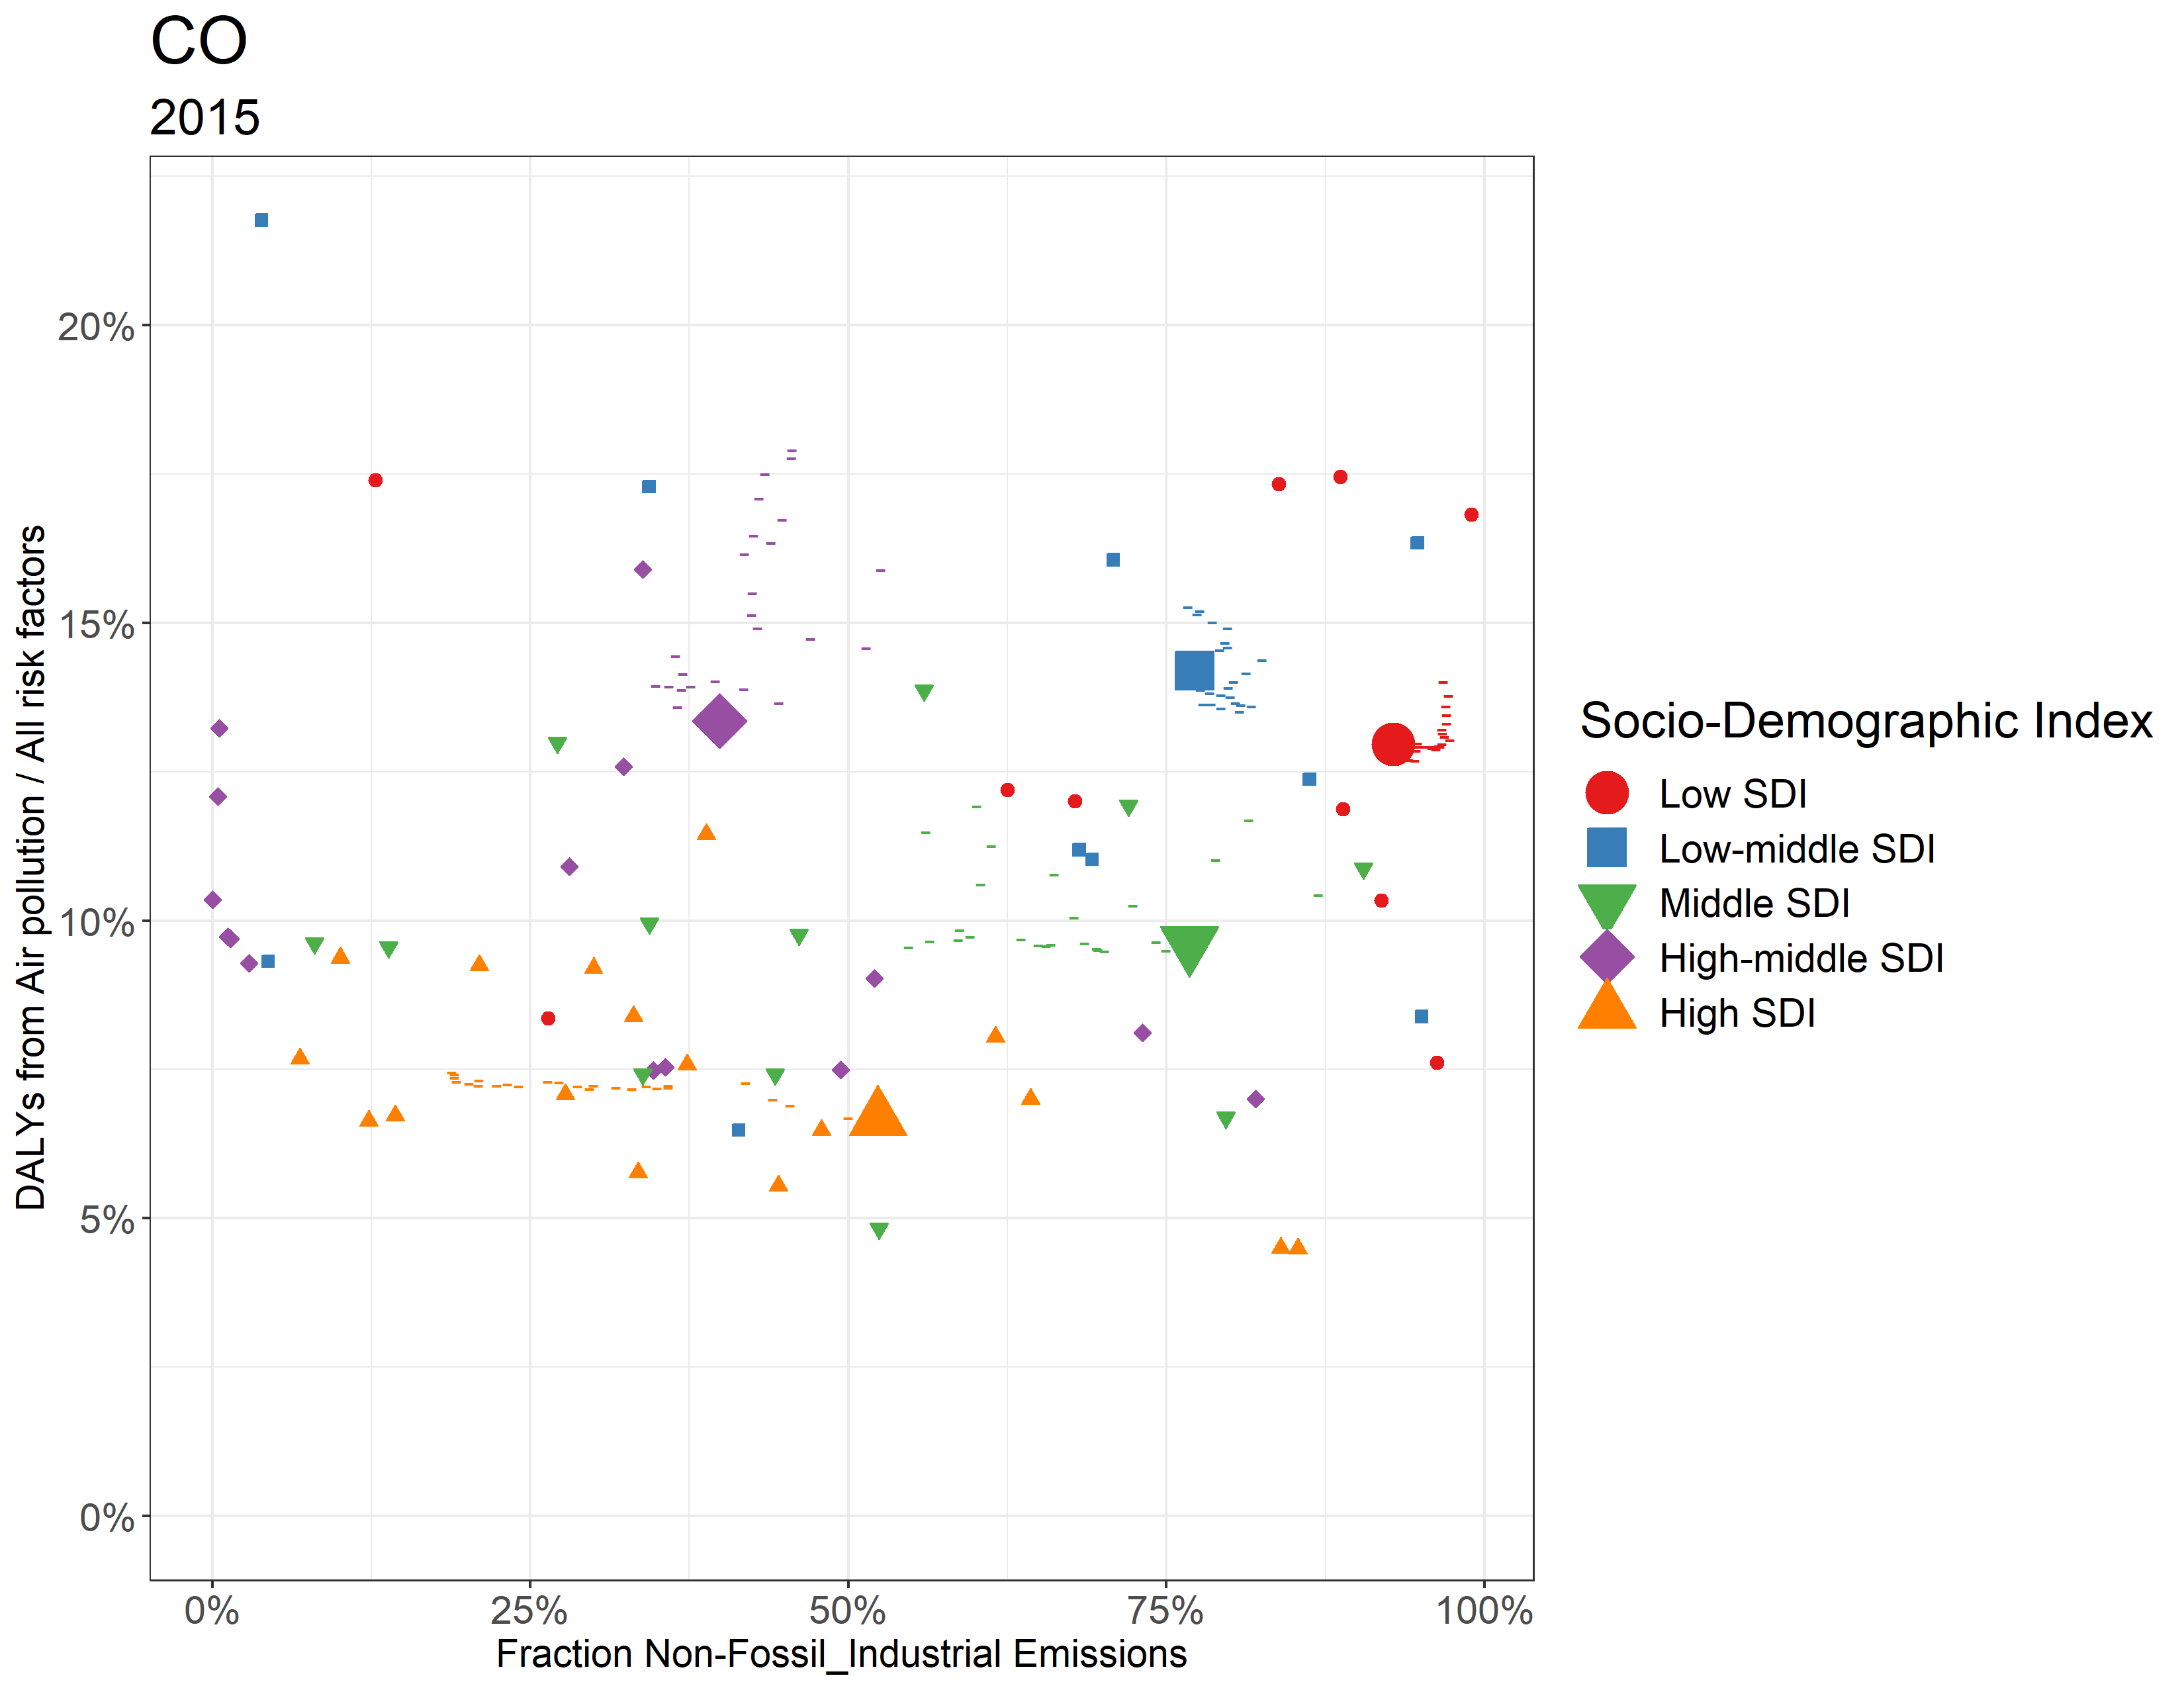 CO
2015
DALYs from Air pollution / All risk factors
20%
15%
10%
5%
0%
0%
25%
50%
75%
100%
Fraction Non-Fossil_Industrial Emissions
Socio-Demographic Index
Low SDI
Low-middle SDI
Middle SDI
High-middle SDI
High SDI